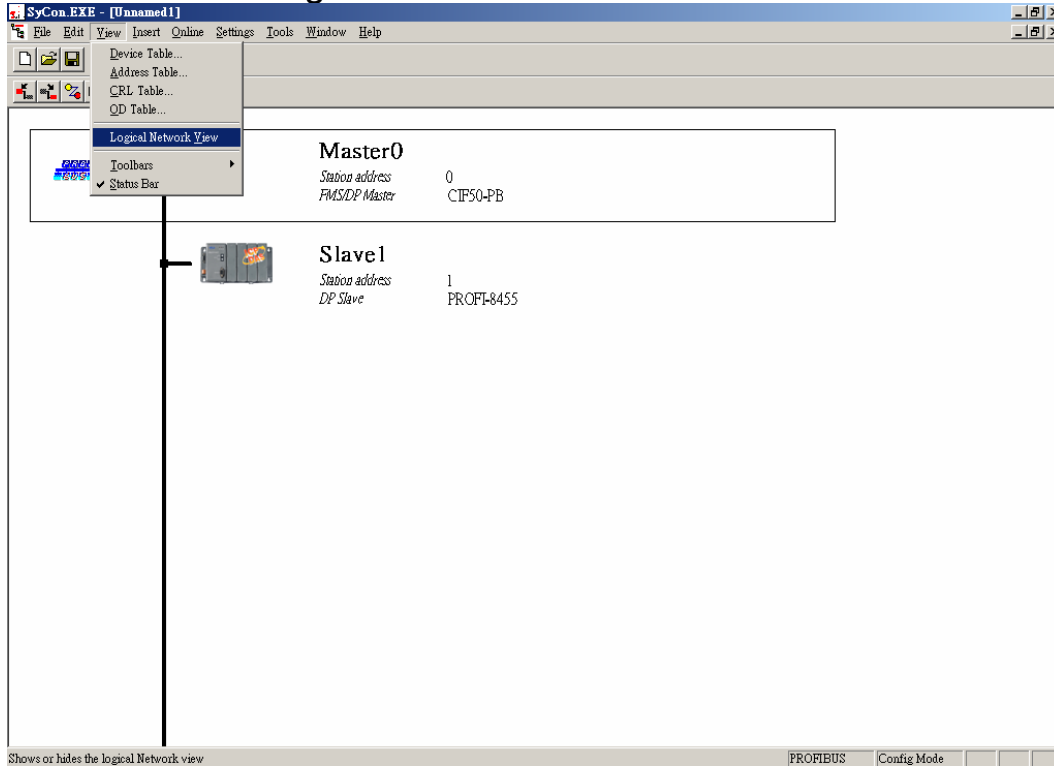 SyCon.EXE - [Unnamed1]
File Edit View Insert Online Settings Tools Window Help
Device Table...
Address Table...
CRL Table...
OD Table...
Logical Network View
Toolbars
Status Bar
Master0
Station address 0
FMS/DP Master CIF50-PB
Slave1
Station address 1
DP Slave PROFI-8455
Shows or hides the logical Network view PROFIBUS Config Mode